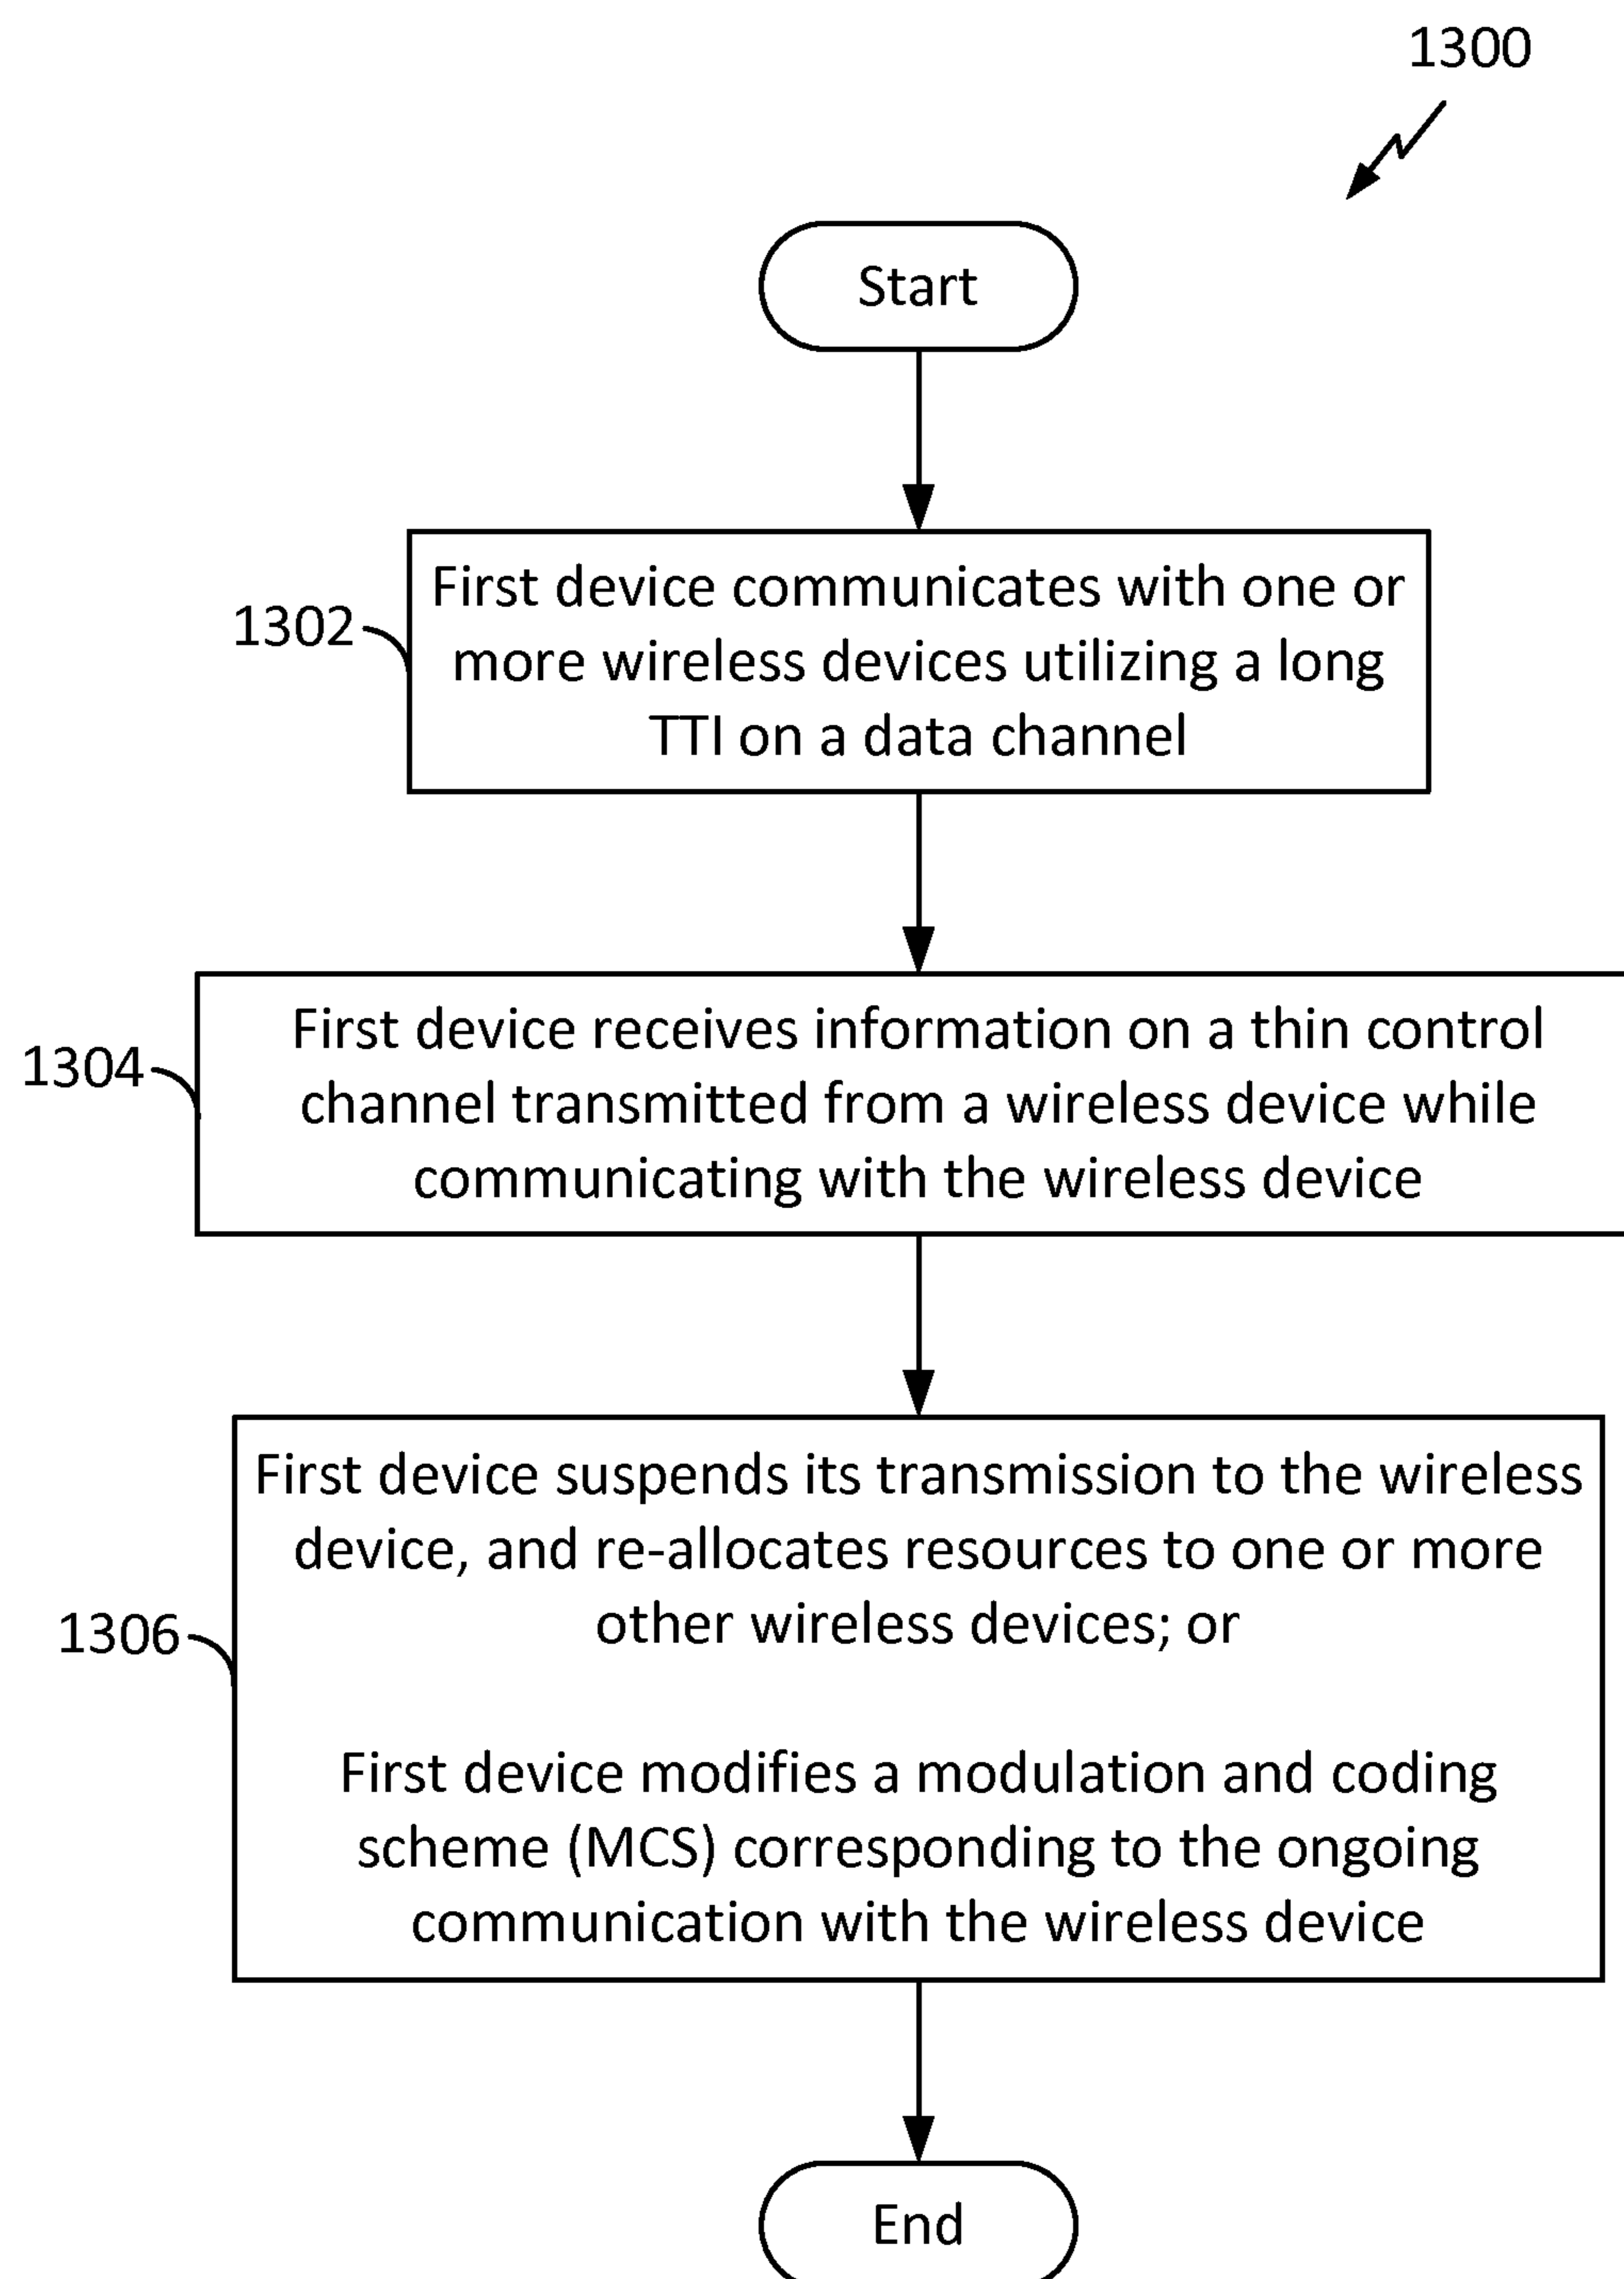 1300
Start
1302
First device communicates with one or
more wireless devices utilizing a long
TTI on a data channel
1304
First device receives information on a thin control
channel transmitted from a wireless device while
communicating with the wireless device
1306
First device suspends its transmission to the wireless
device, and re-allocates resources to one or more
other wireless devices; or
First device modifies a modulation and coding
scheme (MCS) corresponding to the ongoing
communication with the wireless device
End